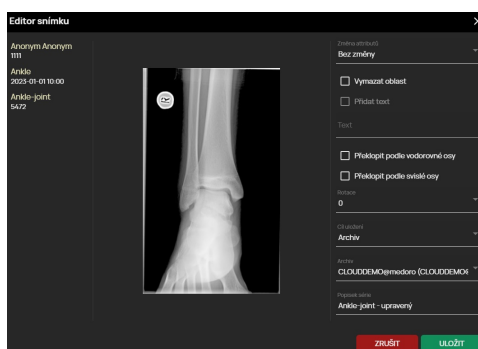 Editor snímku
Anonym Anonym
1111
Ankle
2023-01-01 10:00
Ankle-joint
5472
R
Změna atributů
Bez změny
Vymazat oblast
Přidat text
Text
Překlopit podle vodorovné osy
Překlopit podle svislé osy
Rotace
0
Cíl uložení
Archiv
Archiv
CLOUDDEMO@medoro (CLOUDDEMO@
Popisek série
Ankle-joint - upravený
ZRUŠIT
ULOŽIT